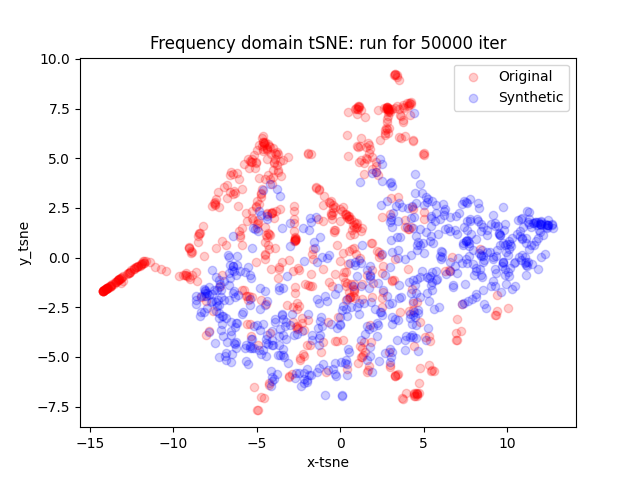 Frequency domain tSNE: run for 50000 iter
Original
Synthetic
10.0
7.5
5.0
2.5
0.0
−2.5
−5.0
−7.5
y_tsne
−15
−10
−5
0
5
10
x-tsne